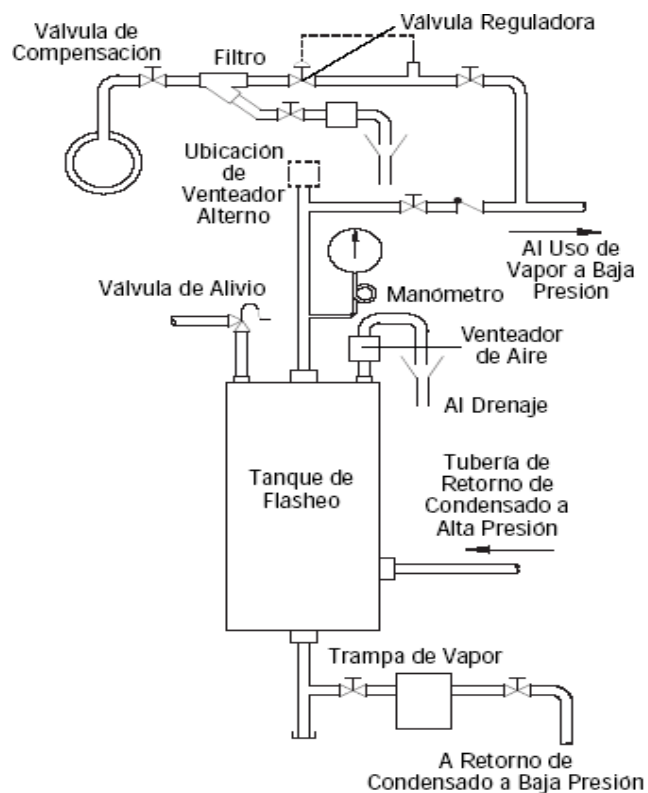 Válvula de
Compensación
Filtro
Válvula Reguladora
Ubicación
de
Venteador
Alterno
Al Uso de
Vapor a Baja
Presión
Válvula de Alivio
Manómetro
Venteador
de Aire
Al Drenaje
Tanque de
Flasheo
Tubería de
Retorno de
Condensado a
Alta Presión
Trampa de Vapor
A Retorno de
Condensado a Baja Presión